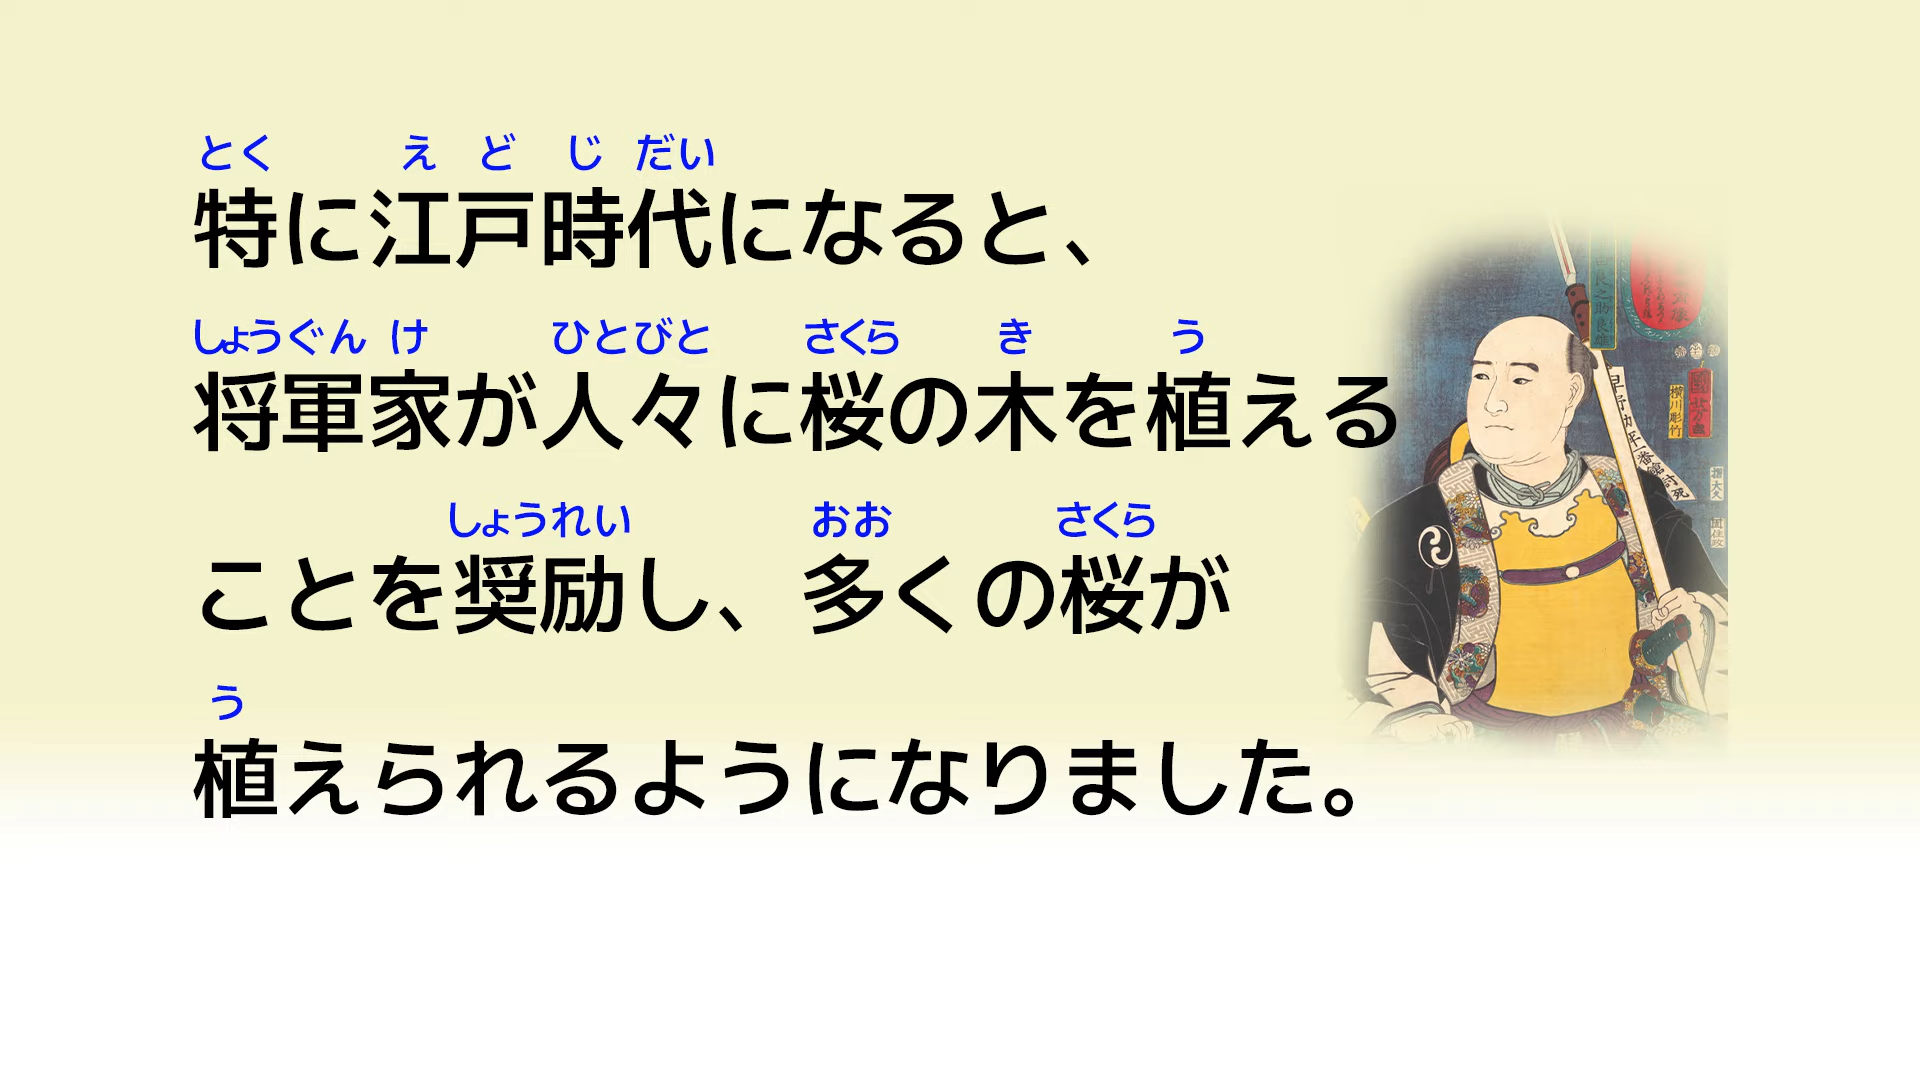 とく え ど じ だい
特に江戸時代になると、
しょうぐん け ひとびと さくら き う
将軍家が人々に桜の木を植える
しょうれい おお さくら
ことを奨励し、多くの桜が
う
植えられるようになりました。